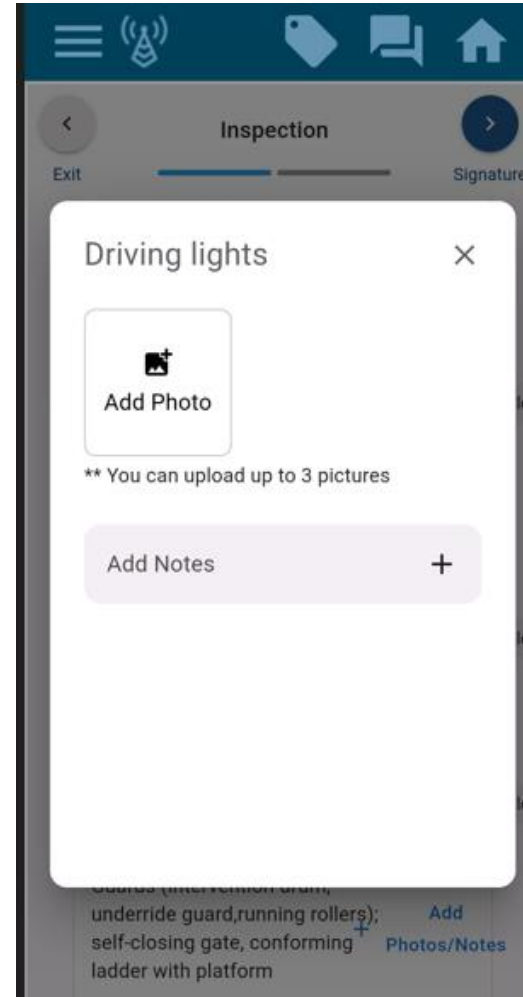 Inspection
Exit
Signature
Driving lights
Add Photo
** You can upload up to 3 pictures
Add Notes
underride guard,running rollers);
self-closing gate, conforming
ladder with platform
Add
Photos/Notes